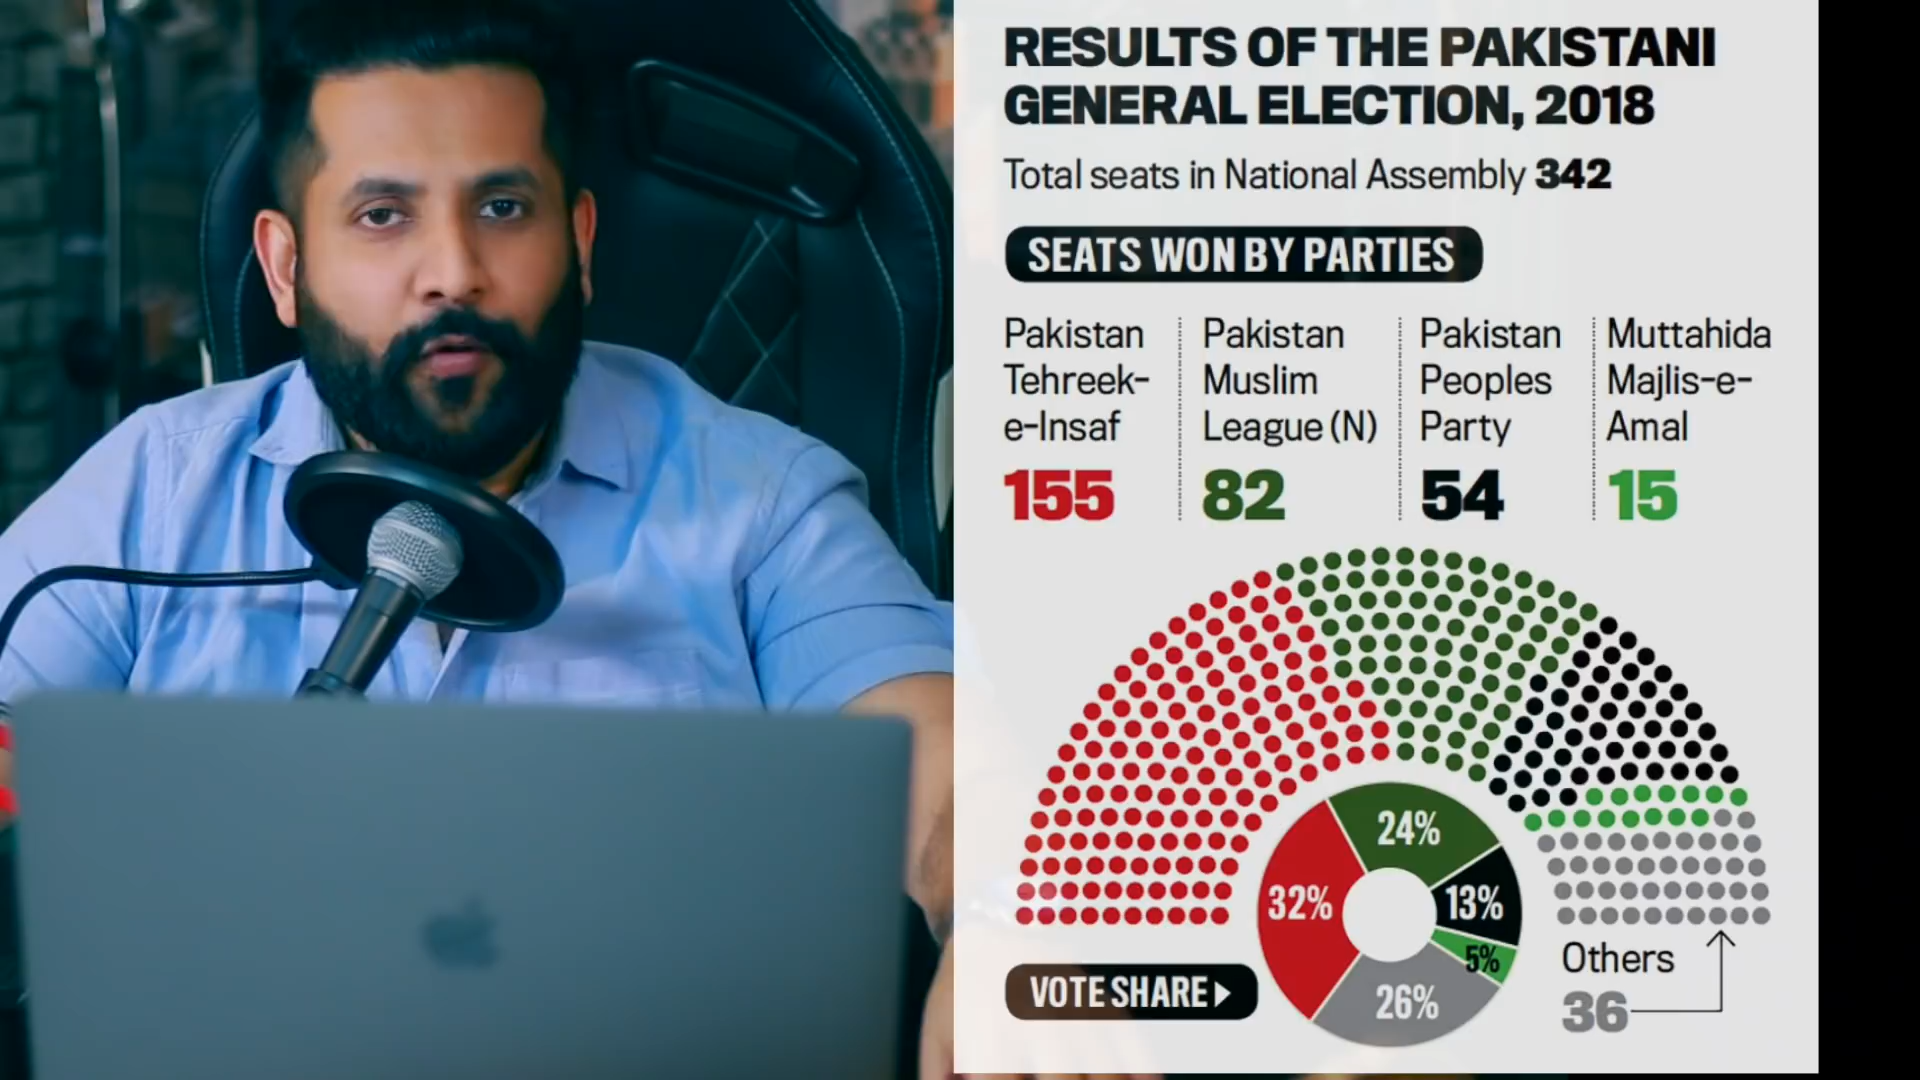 RESULTS OF THE PAKISTANI
GENERAL ELECTION, 2018
Total seats in National Assembly 342
SEATS WON BY PARTIES
Pakistan
Tehreek-
e-Insaf
155
Pakistan
Muslim
League (N)
82
Pakistan
Peoples
Party
54
Muttahida
Majlis-e-
Amal
15
24%
32%
13%
5%
26%
VOTE SHARE
Others
36